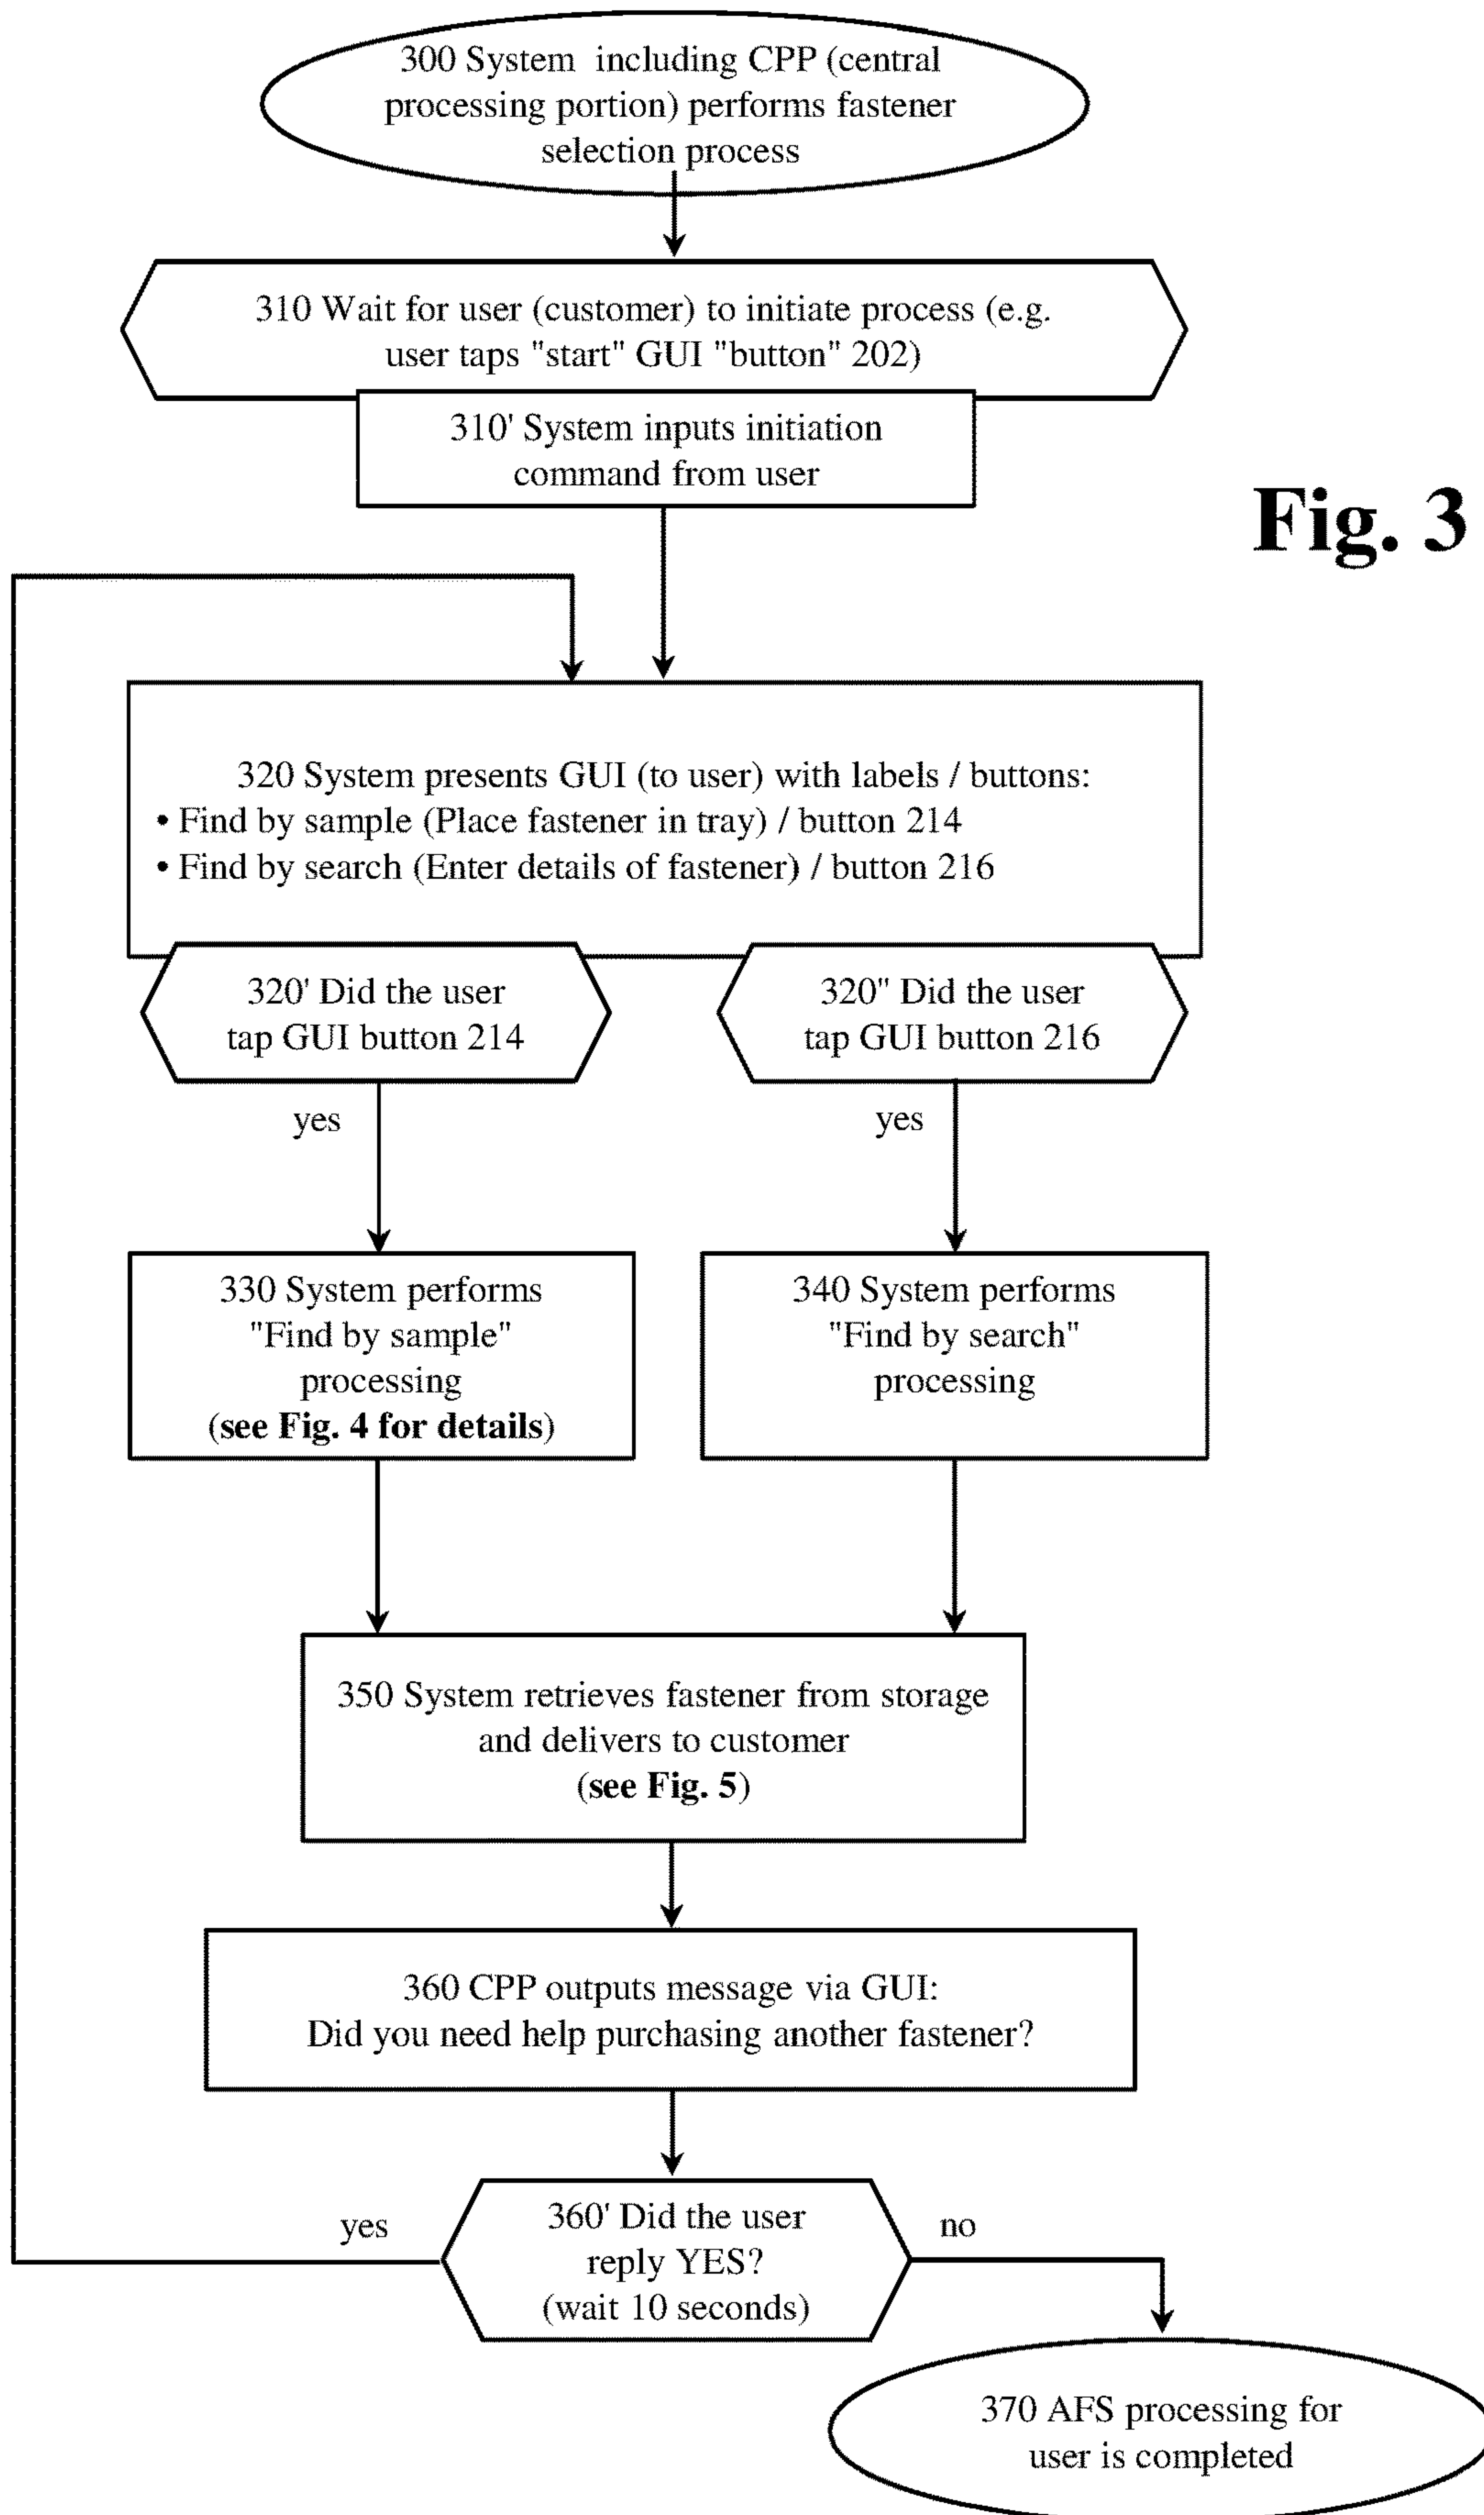 300 System including CPP (central
processing portion) performs fastener
selection process
310 Wait for user (customer) to initiate process (e.g.
user taps "start" GUI "button" 202)
310' System inputs initiation
command from user
Fig. 3
320 System presents GUI (to user) with labels / buttons:
• Find by sample (Place fastener in tray) / button 214
• Find by search (Enter details of fastener) / button 216
320' Did the user
tap GUI button 214
320" Did the user
tap GUI button 216
yes
yes
330 System performs
"Find by sample"
processing
(see Fig. 4 for details)
340 System performs
"Find by search"
processing
350 System retrieves fastener from storage
and delivers to customer
(see Fig. 5)
360 CPP outputs message via GUI:
Did you need help purchasing another fastener?
yes
360' Did the user
reply YES?
(wait 10 seconds)
no
370 AFS processing for
user is completed